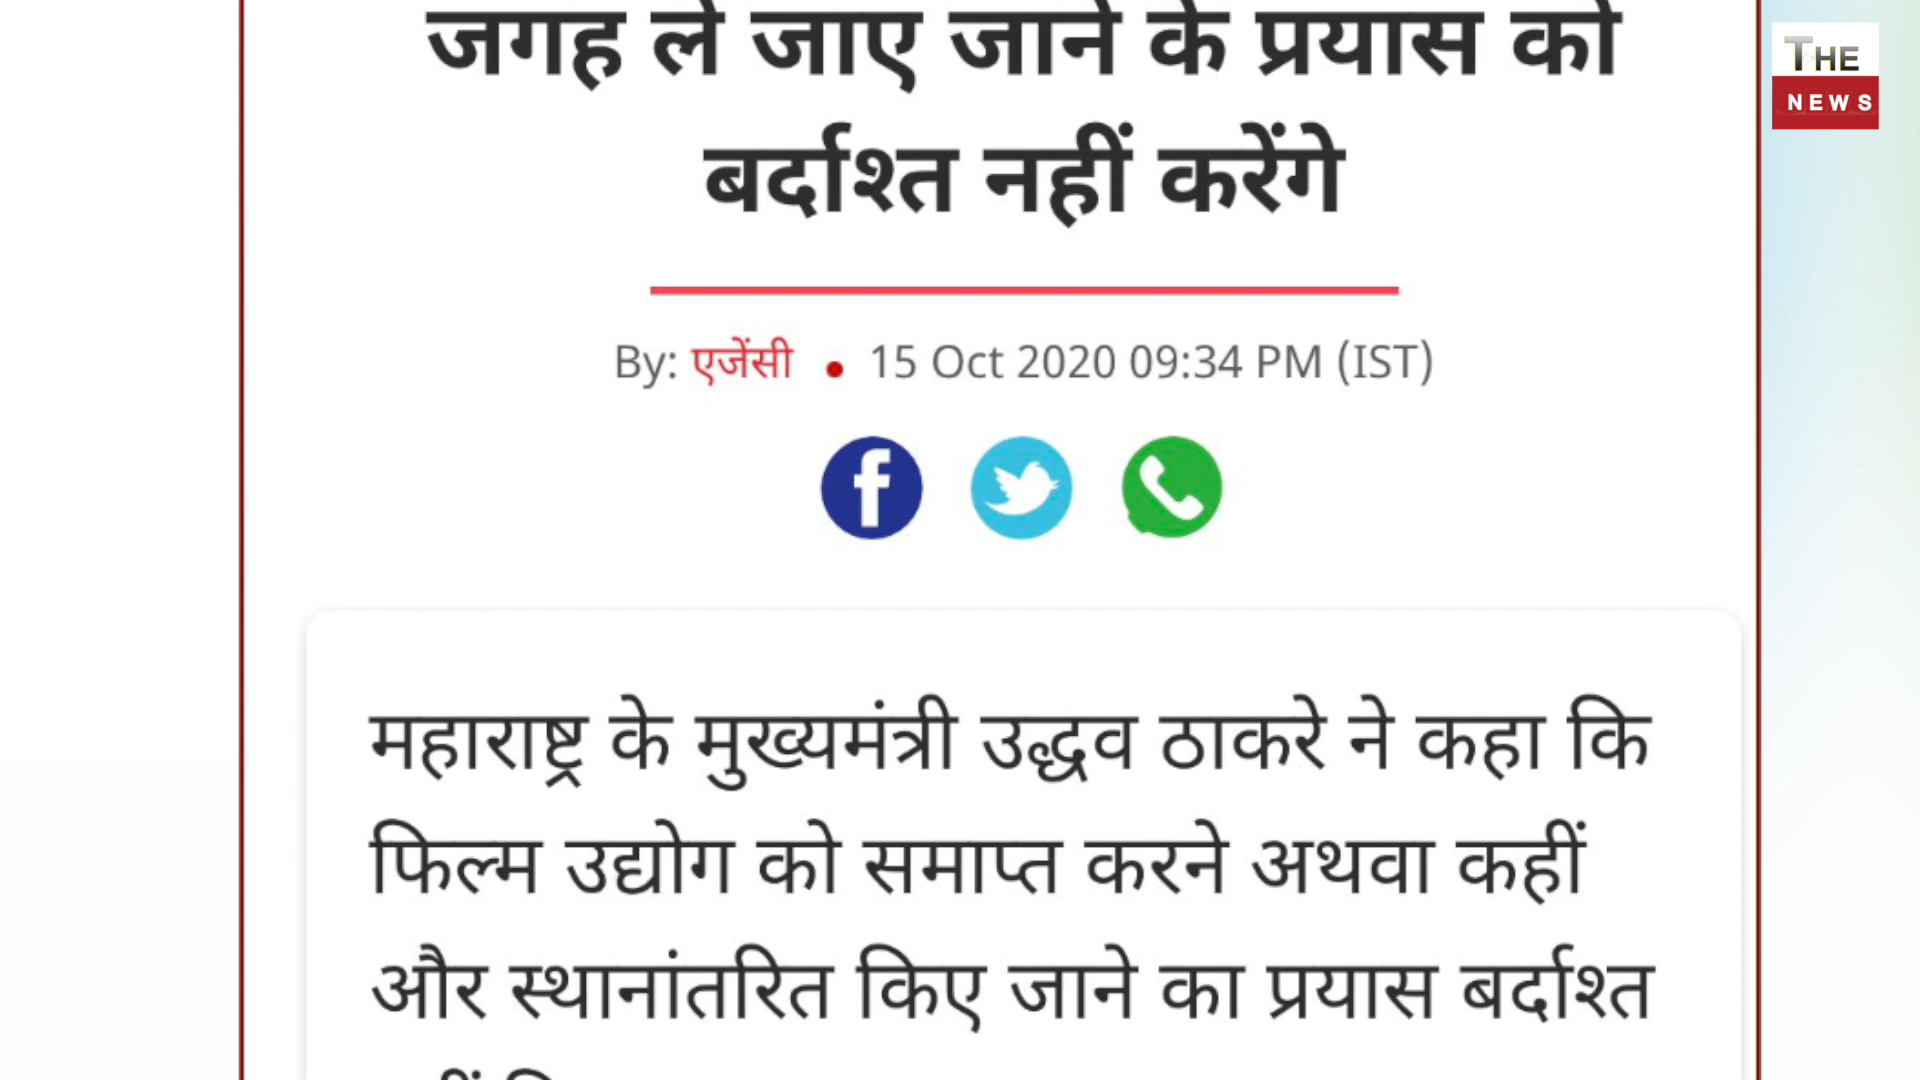 जगह ले जाए जाने के प्रयास को
बर्दाश्त नहीं करेंगे
By: एजेंसी • 15 Oct 2020 09:34 PM (IST)
महाराष्ट्र के मुख्यमंत्री उद्धव ठाकरे ने कहा कि
फिल्म उद्योग को समाप्त करने अथवा कहीं
और स्थानांतरित किए जाने का प्रयास बर्दाश्त
THE
NEWS